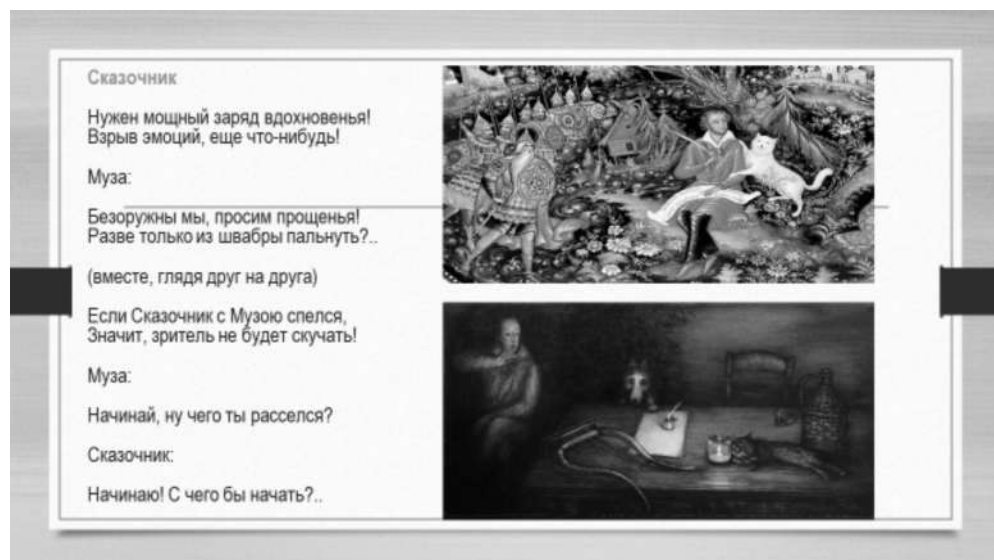 Сказочник
Нужен мощный заряд вдохновенья!
Взрыв эмоций, еще что-нибудь!
Муза:
Безоружны мы, просим прощенья!
Разве только из швабры пальнуть?..
(вместе, глядя друг на друга)
Если Сказочник с Музою спелся,
Значит, зритель не будет скучать!
Муза:
Начинай, ну чего ты расселся?
Сказочник:
Начинаю! С чего бы начать?..